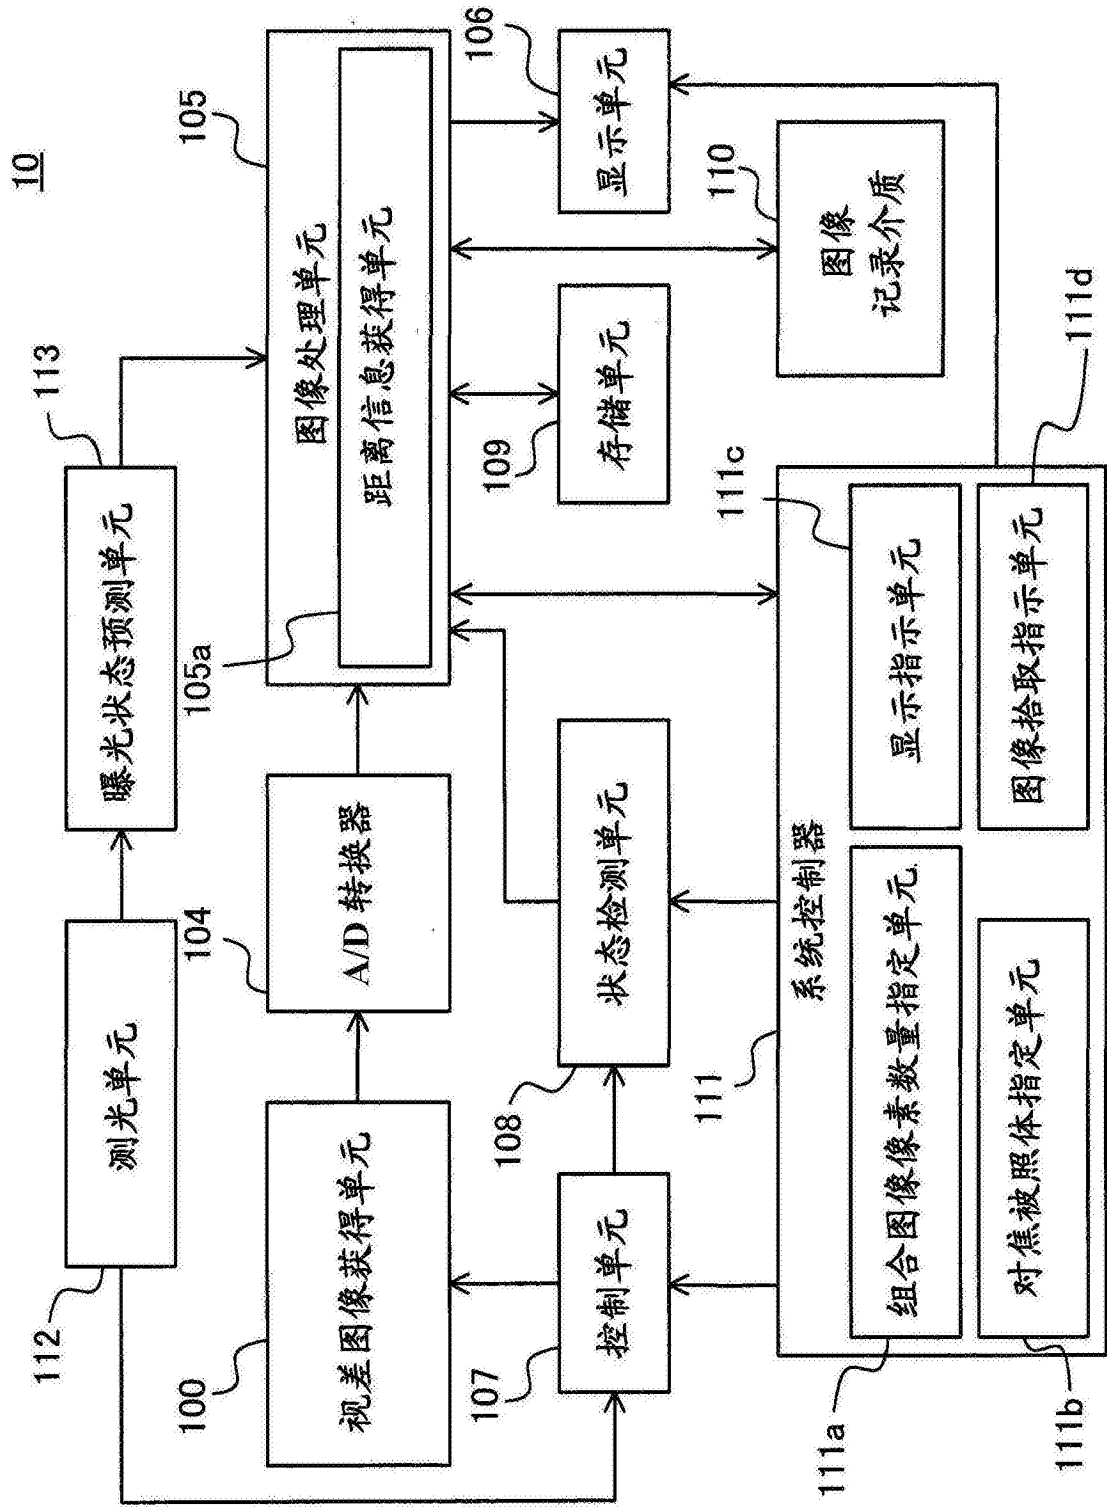 10
112
测光单元
113
曝光状态预测单元
100
视差图像获得单元
104
A/D 转换器
105
图像处理单元
105a
距离信息获得单元
107
控制单元
108
状态检测单元
109
存储单元
106
显示单元
110
图像
记录介质
111
系统控制器
111a
组合图像像素数量指定单元
111c
显示指示单元
111b
对焦被照体指定单元
111d
图像拾取指示单元